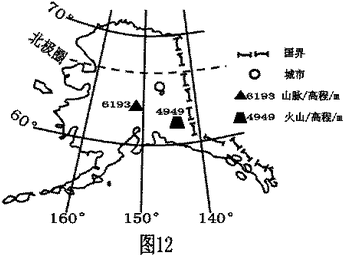 70°
北极圈
6193
4949
60°
160°
150°
140°
国界
城市
6193 山脉/高程/m
4949 火山/高程/m
图12